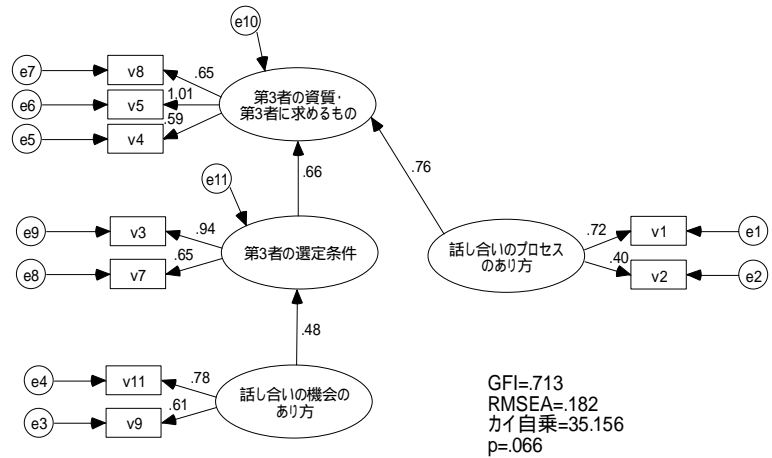 e10
e7
v8
.65
e6
v5
1.01
e5
v4
.59
第3者の資質・
第3者に求めるもの
.76
.66
e11
e9
v3
.94
e8
v7
.65
第3者の選定条件
話し合いのプロセス
のあり方
.72
v1
e1
.40
v2
e2
.48
e4
v11
.78
e3
v9
.61
話し合いの機会の
あり方
GFI=.713
RMSEA=.182
カイ自乗=35.156
p=.066